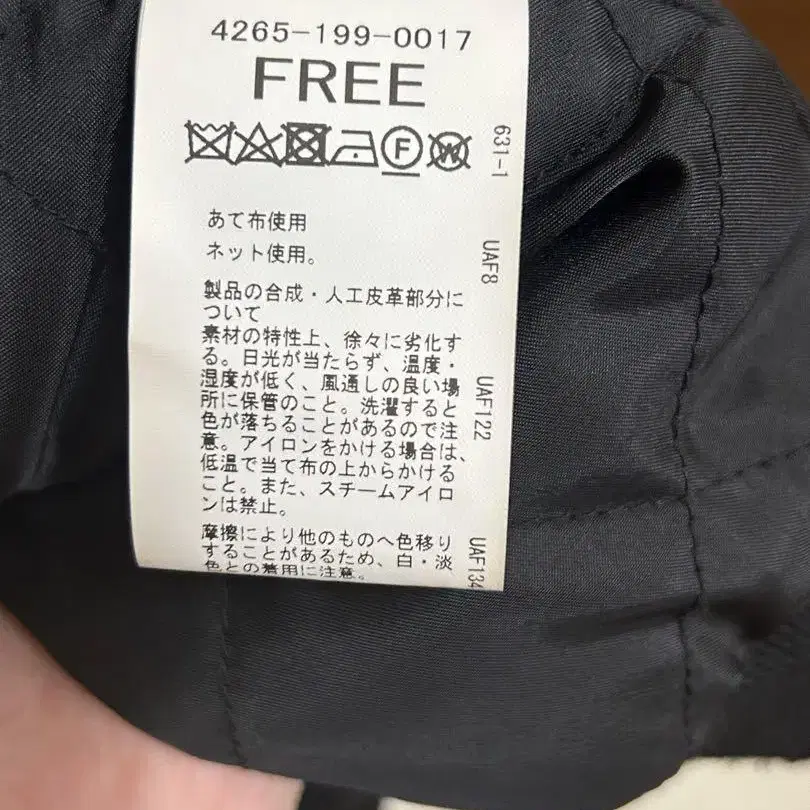 4265-199-0017
FREE
F W
631-1
あて布使用
ネット使用。
UAF8
製品の合成・人工皮革部分に
ついて
素材の特性上、徐々に劣化す
る。日光が当たらず、温度・
湿度が低く、風通しの良い場
所に保管のこと。洗濯すると
色が落ちることがあるので注
意。アイロンをかける場合は、
低温で当て布の上からかける
こと。また、スチームアイロ
ンは禁止。
UAF122
摩擦により他のものへ色移り
することがあるため、白・淡
色との着用に注意。
UAF134